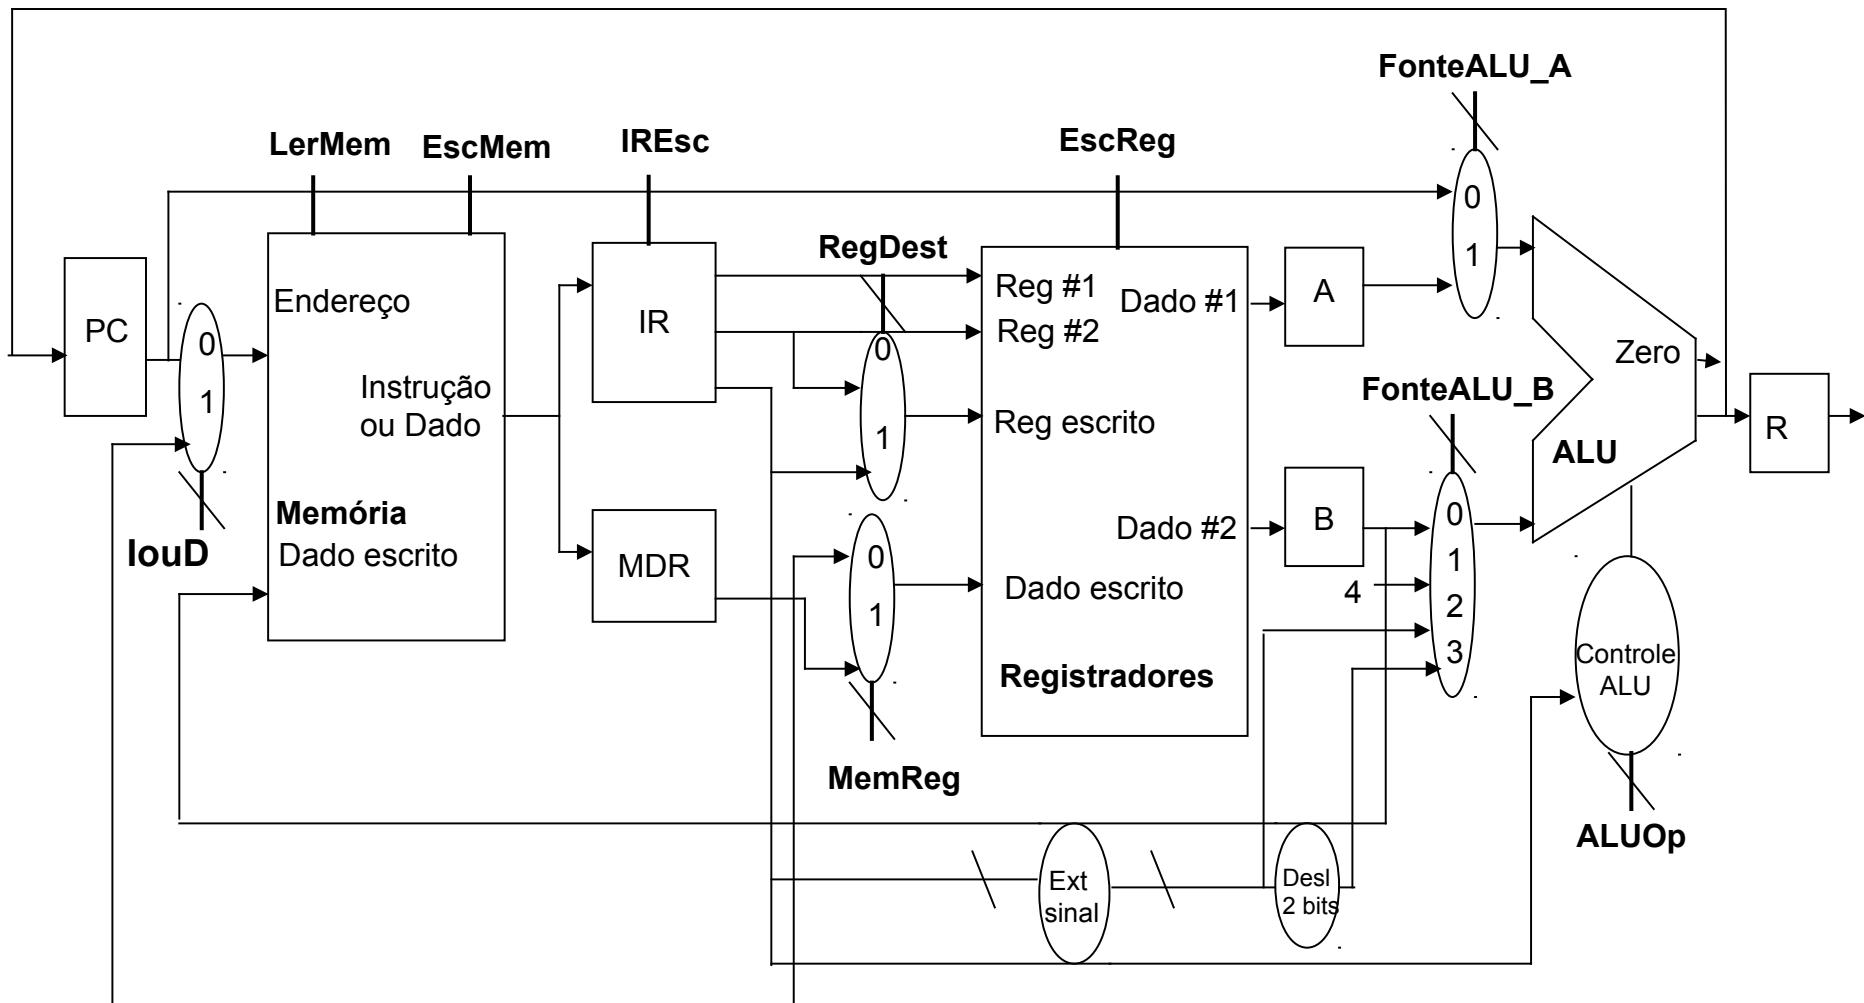 FonteALU_A
LerMem
EscMem
IREsc
EscReg
RegDest
0
1
PC
0
1
Endereço
Instrução
ou Dado
Memória
Dado escrito
IouD
IR
MDR
0
1
0
1
MemReg
Reg #1
Reg #2
Reg escrito
Dado escrito
Dado #1
Dado #2
Registradores
A
B
4
FonteALU_B
0
1
2
3
Zero
ALU
R
Controle
ALU
ALUOp
Ext
sinal
Desl
2 bits